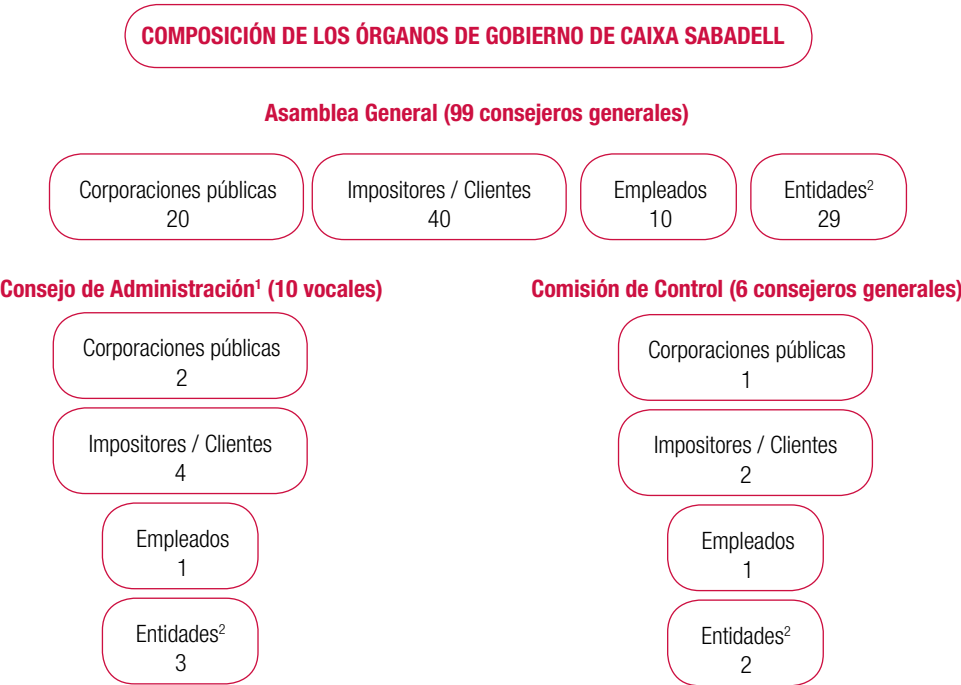 COMPOSICIÓN DE LOS ÓRGANOS DE GOBIERNO DE CAIXA SABADELL
Asamblea General (99 consejeros generales)
Corporaciones públicas
20
Impositores / Clientes
40
Empleados
10
Entidades²
29
Consejo de Administración¹ (10 vocales)
Corporaciones públicas
2
Impositores / Clientes
4
Empleados
1
Entidades²
3
Comisión de Control (6 consejeros generales)
Corporaciones públicas
1
Impositores / Clientes
2
Empleados
1
Entidades²
2